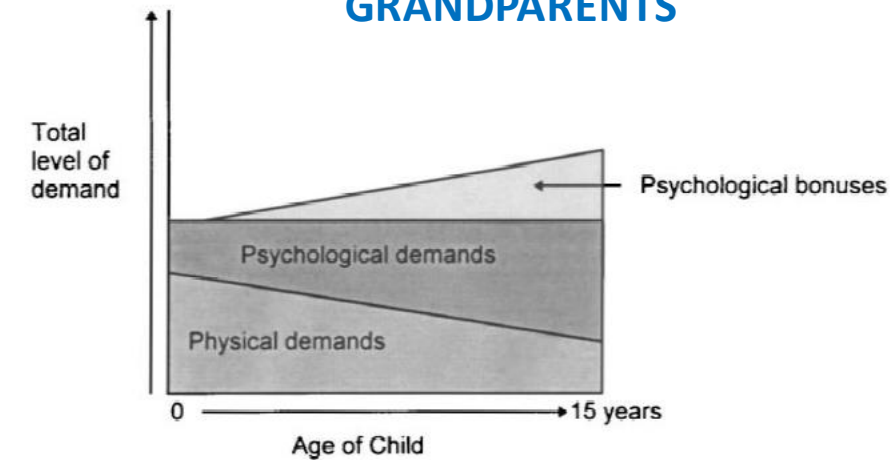 GRANDPARENTS
Total
level of
demand
Psychological bonuses
Psychological demands
Physical demands
0
15 years
Age of Child